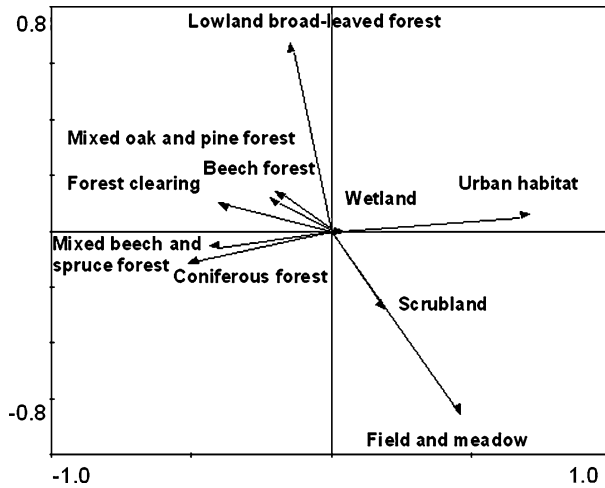 0.8
Lowland broad-leaved forest
Mixed oak and pine forest
Beech forest
Forest clearing
Wetland
Urban habitat
Mixed beech and
spruce forest
Coniferous forest
Scrubland
-0.8
Field and meadow
-1.0
1.0